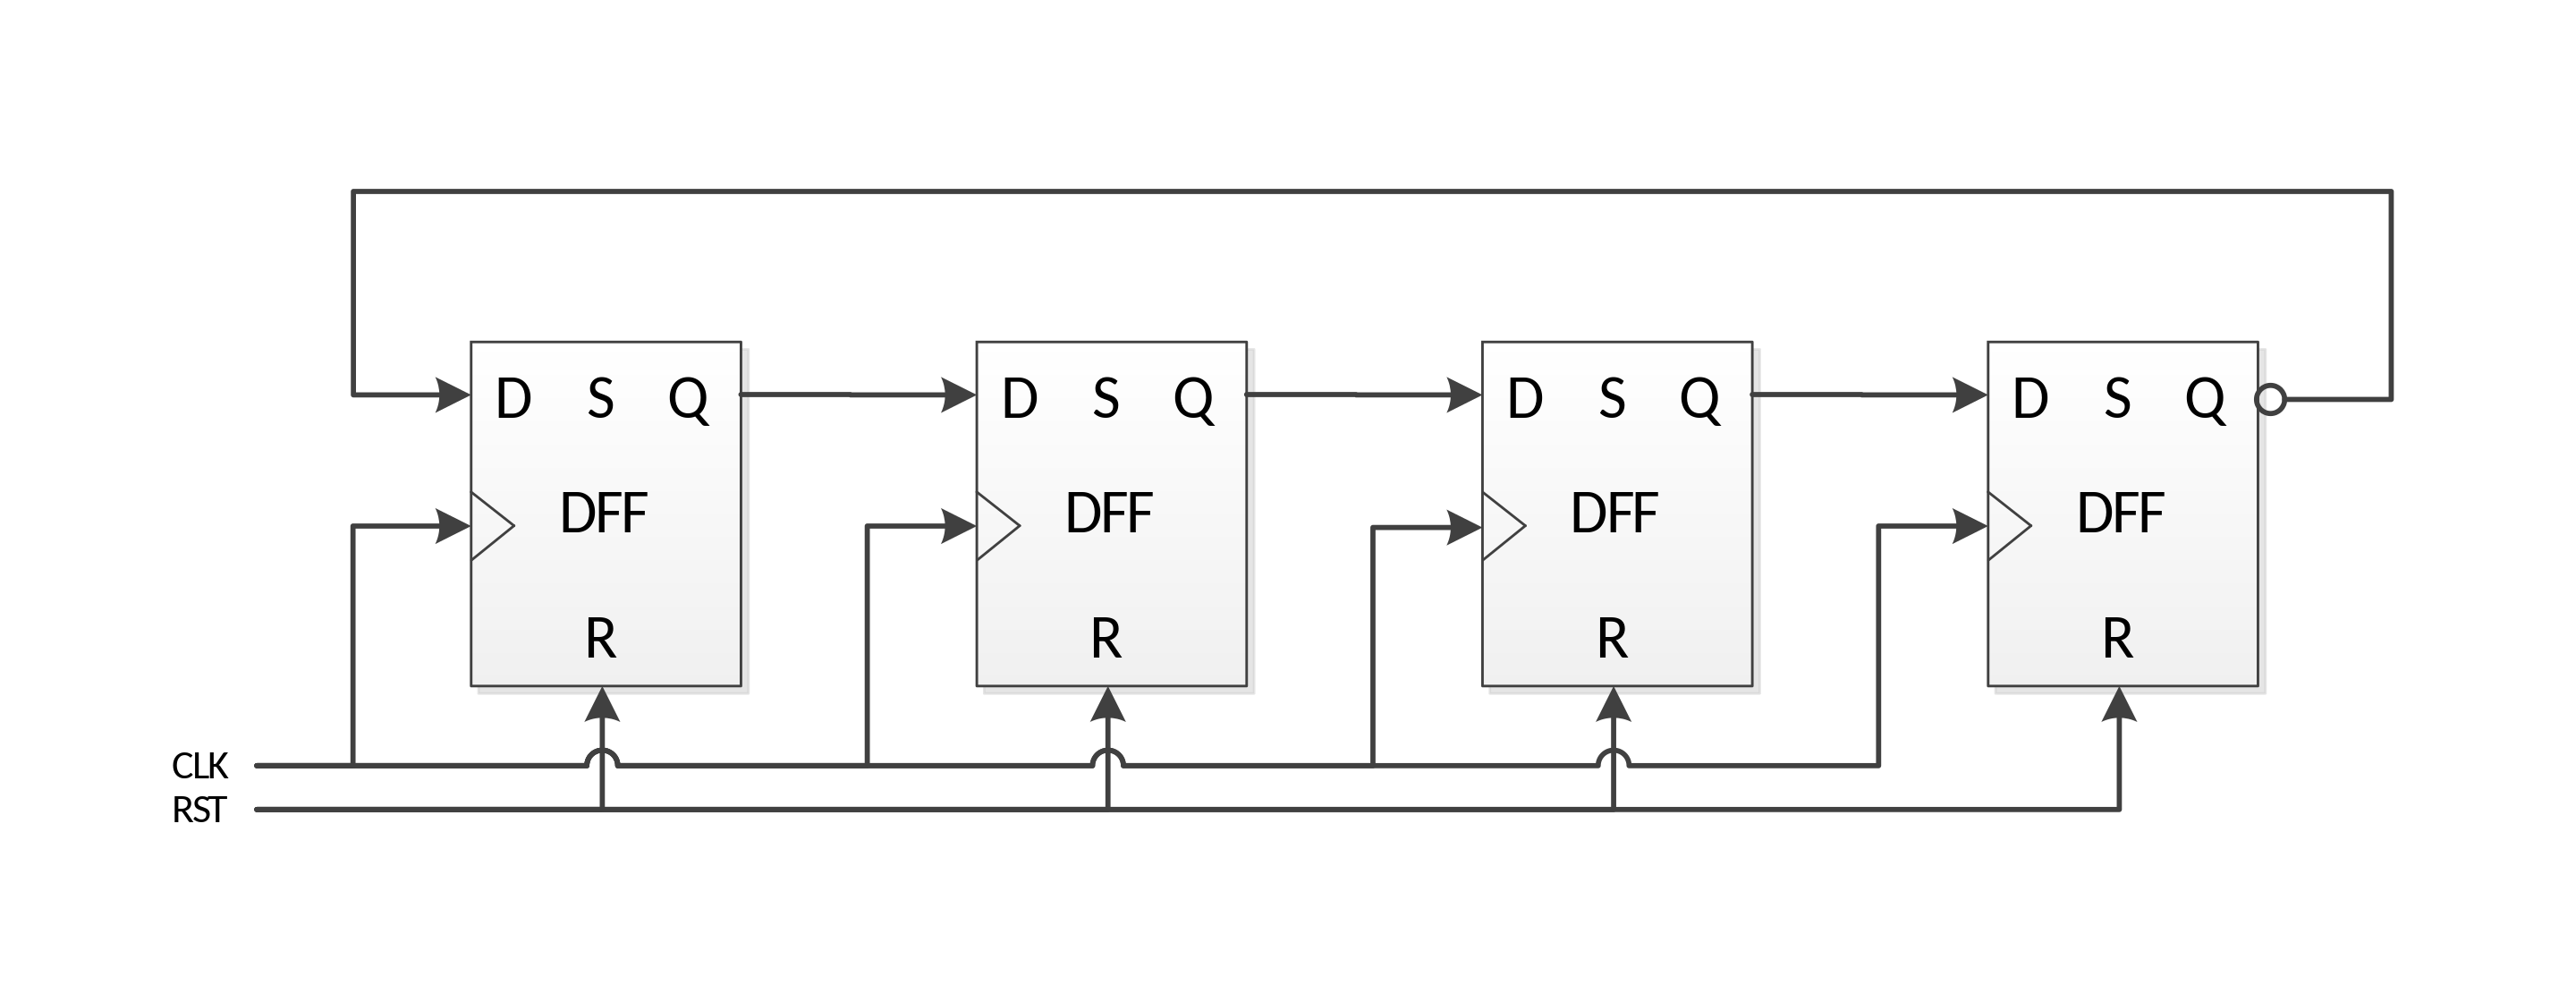 D S Q D S Q D S Q D S Q
DFF DFF DFF DFF
R R R R
CLK
RST